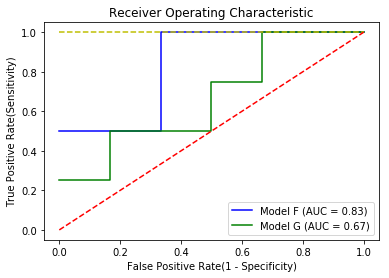 Receiver Operating Characteristic
True Positive Rate(Sensitivity)
1.0
0.8
0.6
0.4
0.2
0.0
0.0 0.2 0.4 0.6 0.8 1.0
False Positive Rate(1 - Specificity)
Model F (AUC = 0.83)
Model G (AUC = 0.67)